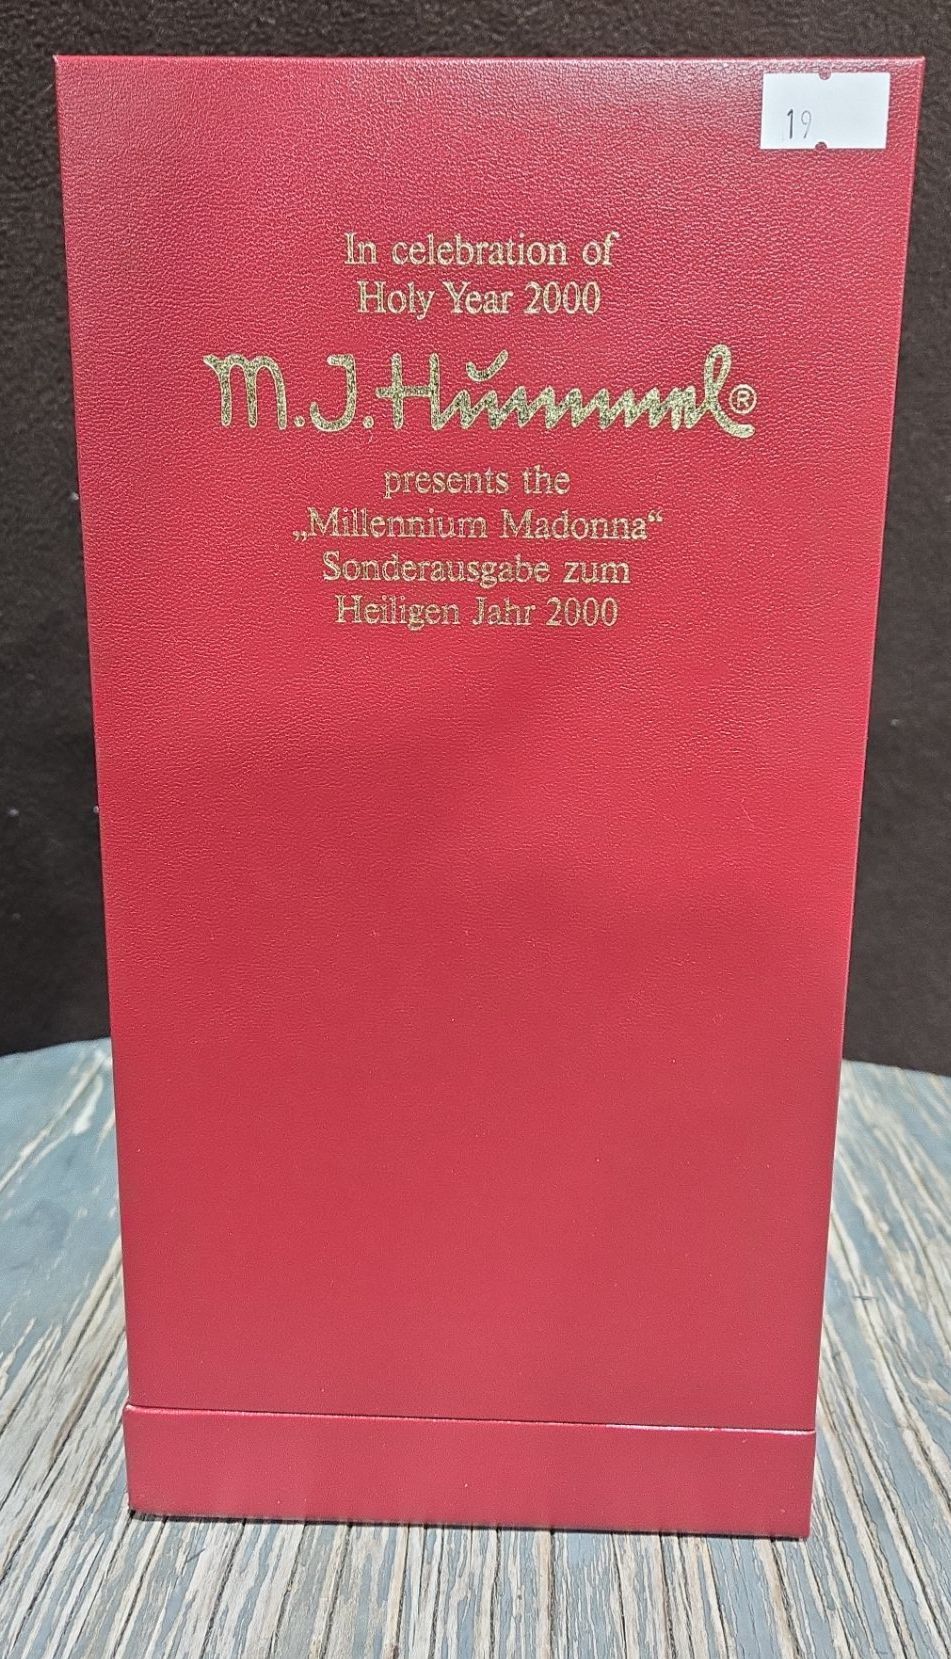 19
In celebration of
Holy Year 2000
M.J. Hummel®
presents the
„Millennium Madonna“
Sonderausgabe zum
Heiligen Jahr 2000